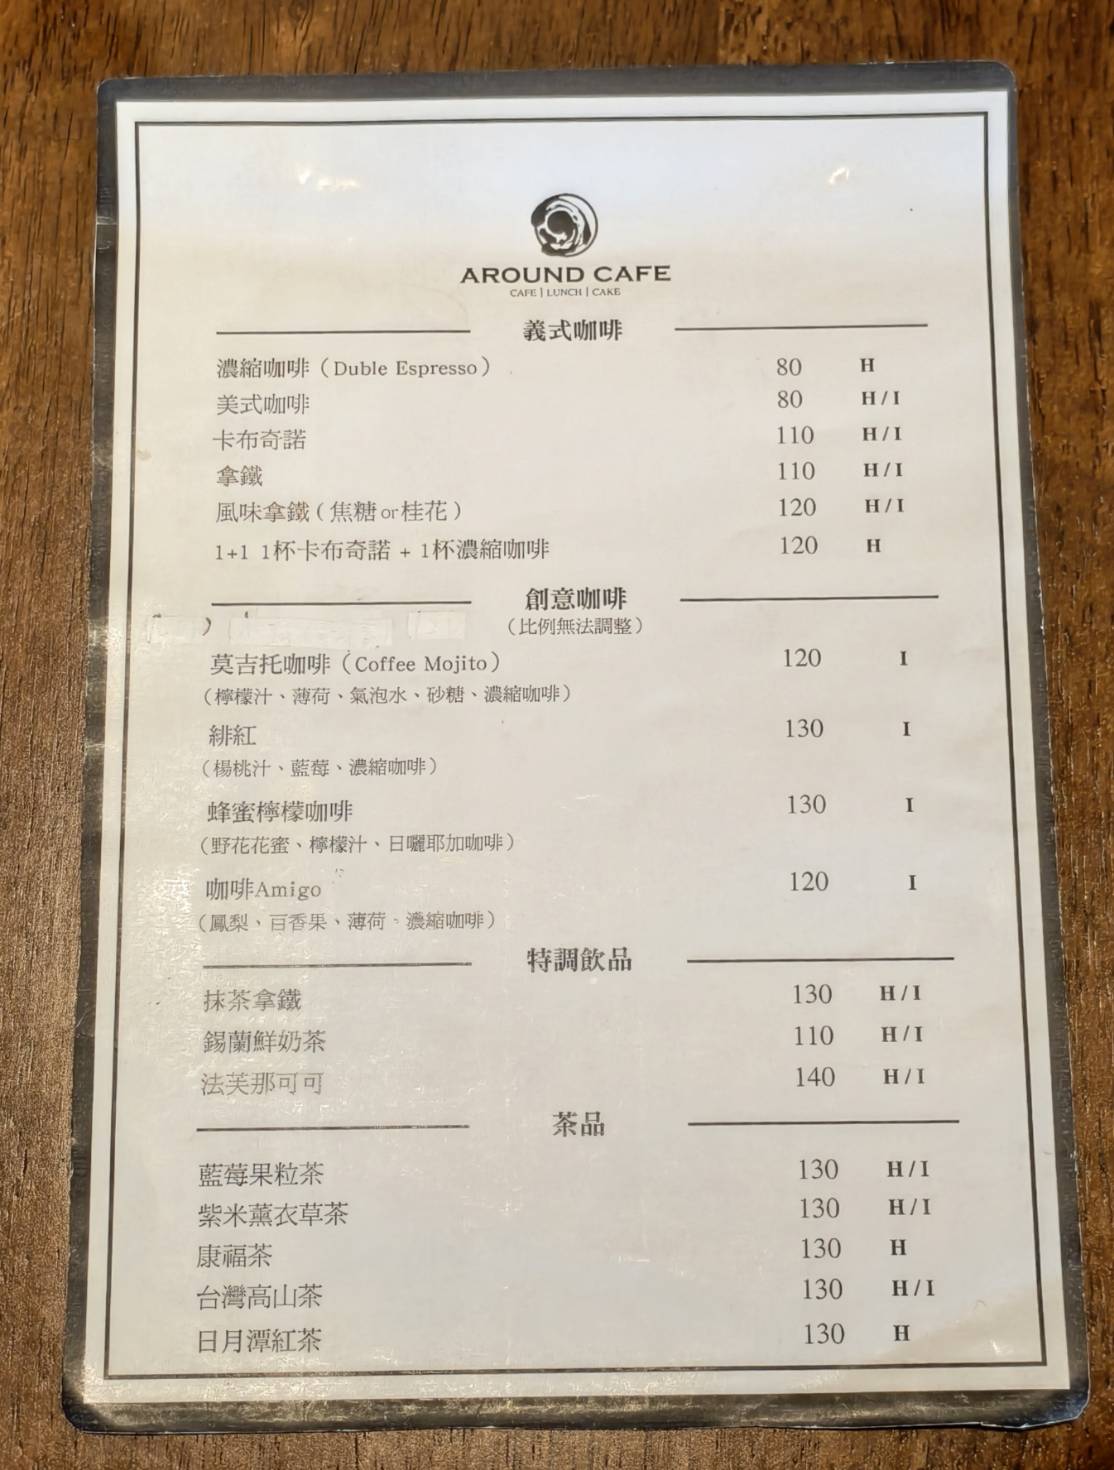 AROUND CAFE
CAFE | LUNCH | CAKE
義式咖啡
濃縮咖啡（Duble Espresso） 80 H
美式咖啡 80 H/I
卡布奇諾 110 H/I
拿鐵 110 H/I
風味拿鐵（焦糖or桂花） 120 H/I
1+1 1杯卡布奇諾 + 1杯濃縮咖啡 120 H
創意咖啡
（比例無法調整）
莫吉托咖啡（Coffee Mojito） 120 I
（檸檬汁、薄荷、氣泡水、砂糖、濃縮咖啡）
緋紅 130 I
（楊桃汁、藍莓、濃縮咖啡）
蜂蜜檸檬咖啡 130 I
（野花花蜜、檸檬汁、日曬耶加咖啡）
咖啡Amigo 120 I
（鳳梨、百香果、薄荷、濃縮咖啡）
特調飲品
抹茶拿鐵 130 H/I
錫蘭鮮奶茶 110 H/I
法芙那可可 140 H/I
茶品
藍莓果粒茶 130 H/I
紫米薰衣草茶 130 H/I
康福茶 130 H
台灣高山茶 130 H/I
日月潭紅茶 130 H